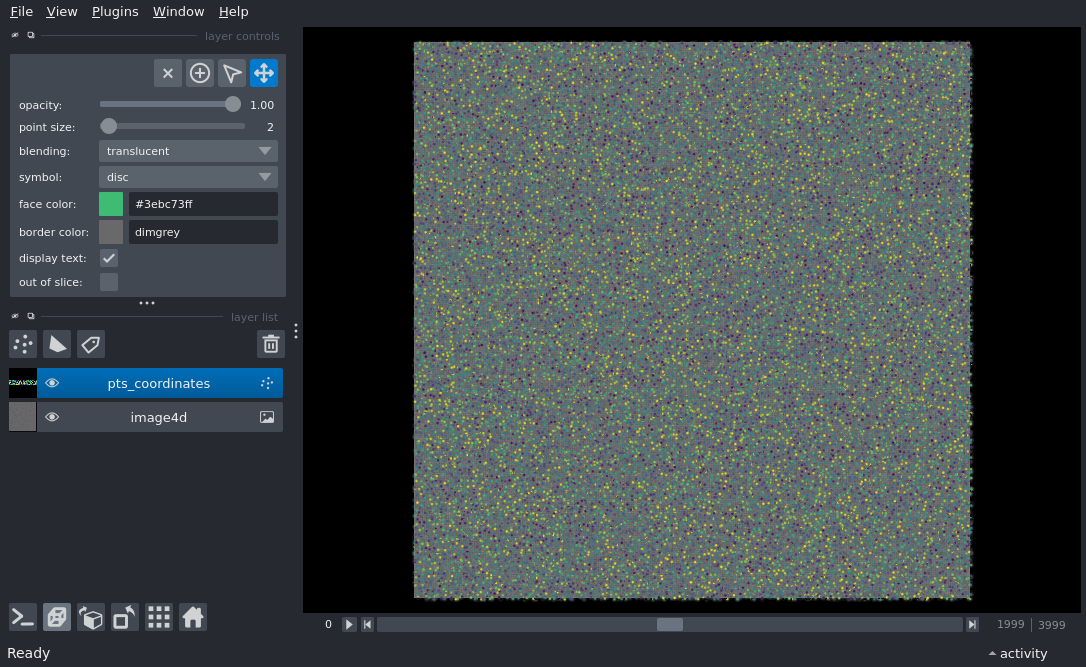 File View Plugins Window Help
layer controls
opacity: 1.00
point size: 2
blending: translucent
symbol: disc
face color: #3ebc73ff
border color: dimgrey
display text:
out of slice:
layer list
pts_coordinates
image4d
0 1999 3999
Ready activity